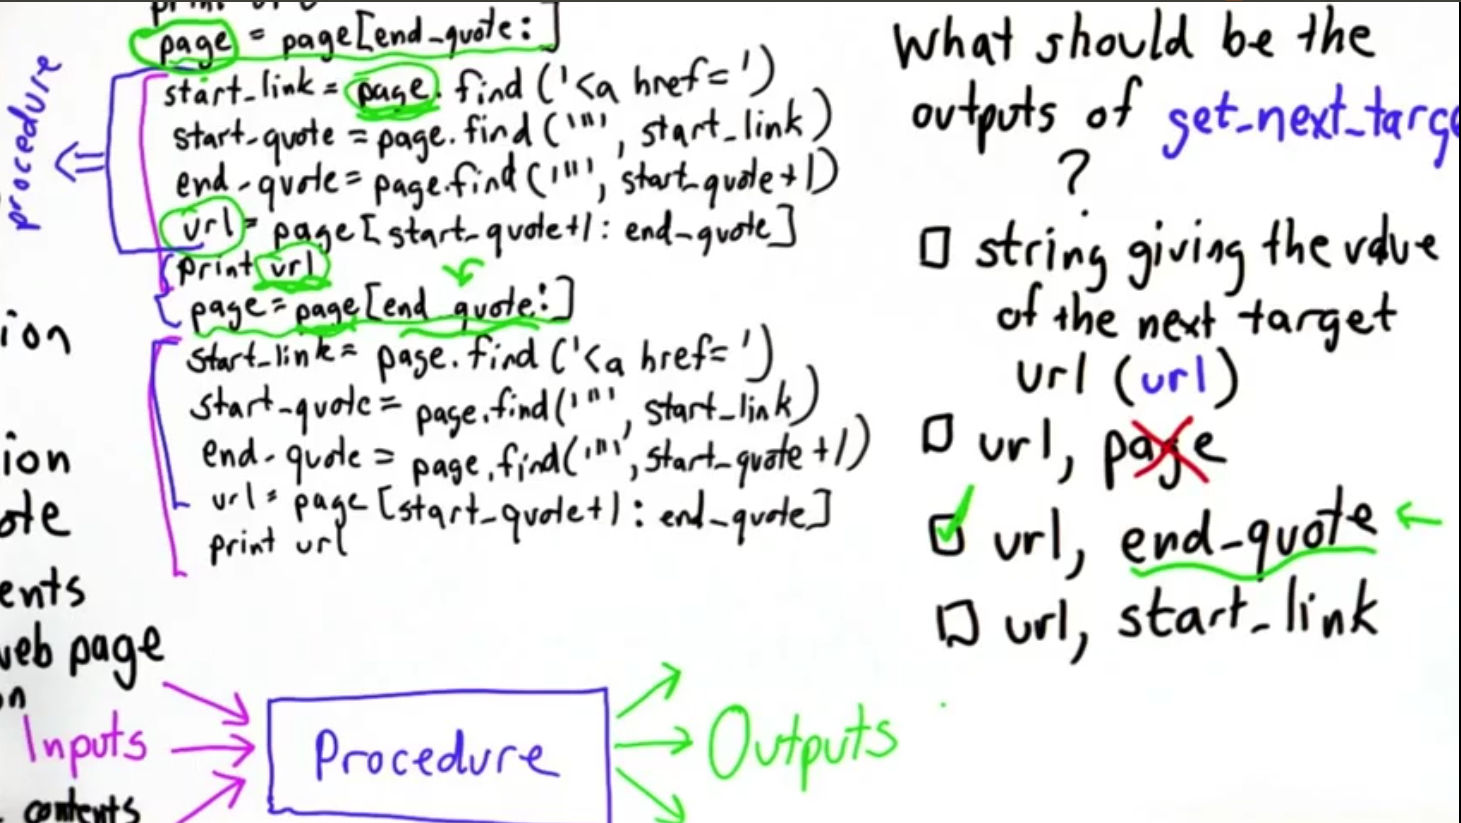 page = page[end_quote:]
procedure
start_link = page.find('<a href=')
start_quote = page.find('"', start_link)
end_quote = page.find('"', start_quote+1)
url = page[start_quote+1: end_quote]
print url
page = page[end_quote:]
start_link = page.find('<a href=')
start_quote = page.find('"', start_link)
end_quote = page.find('"', start_quote+1)
url = page[start_quote+1: end_quote]
print url
ion
ion
ote
ents
web page
on
Inputs
contents
Procedure
Outputs
What should be the
outputs of get_next_targe
?
string giving the value
of the next target
url (url)
url, page
url, end_quote
url, start_link